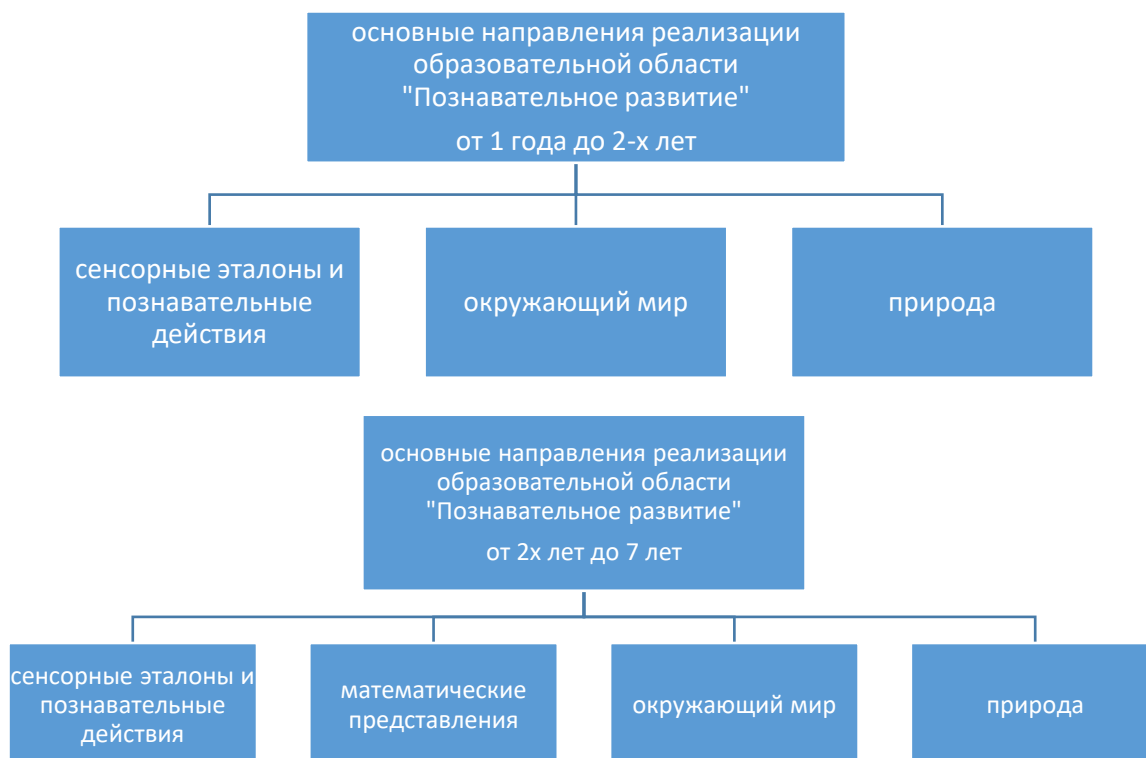 основные направления реализации
образовательной области
"Познавательное развитие"
от 1 года до 2-х лет
сенсорные эталоны и
познавательные
действия
окружающий мир
природа
основные направления реализации
образовательной области
"Познавательное развитие"
от 2х лет до 7 лет
сенсорные эталоны и
познавательные
действия
математические
представления
окружающий мир
природа